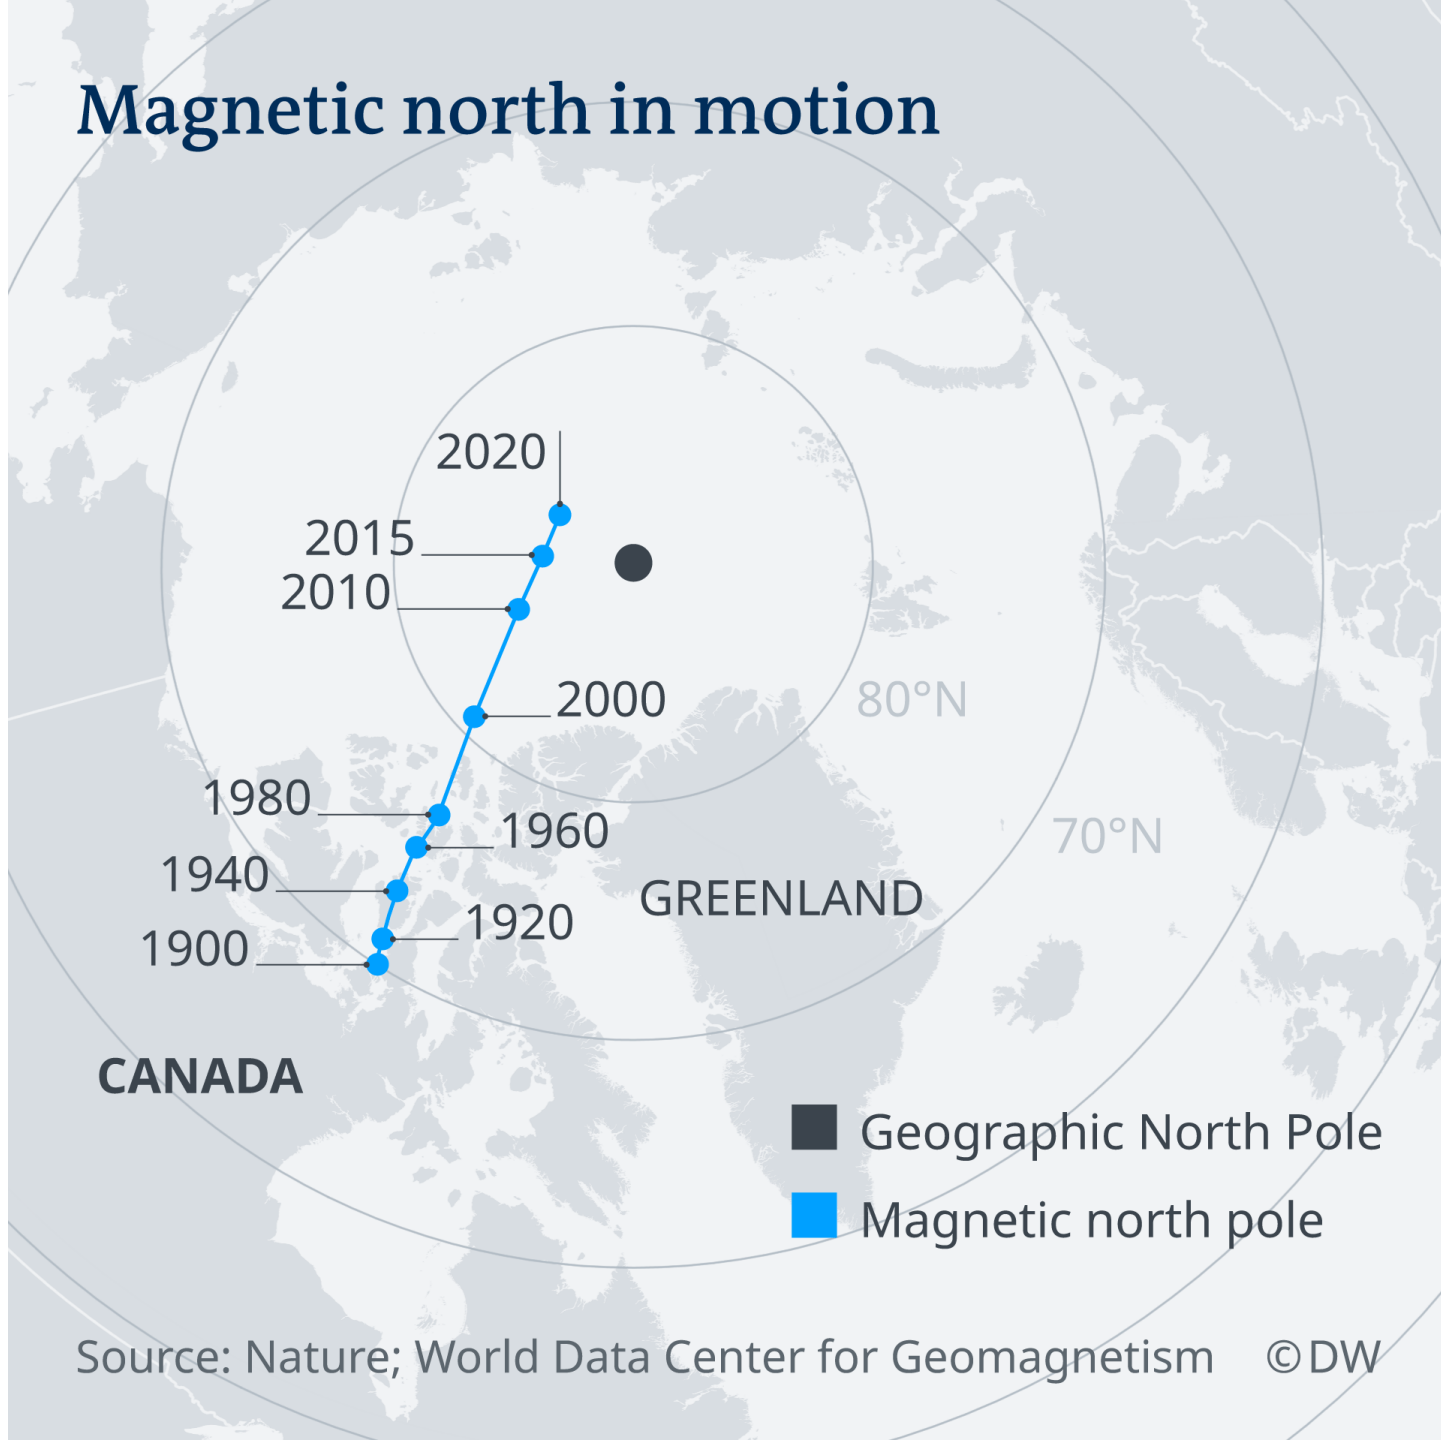 Magnetic north in motion
2020
2015
2010
2000
80°N
1980
1960
70°N
1940
GREENLAND
1920
1900
CANADA
Geographic North Pole
Magnetic north pole
Source: Nature; World Data Center for Geomagnetism ©DW